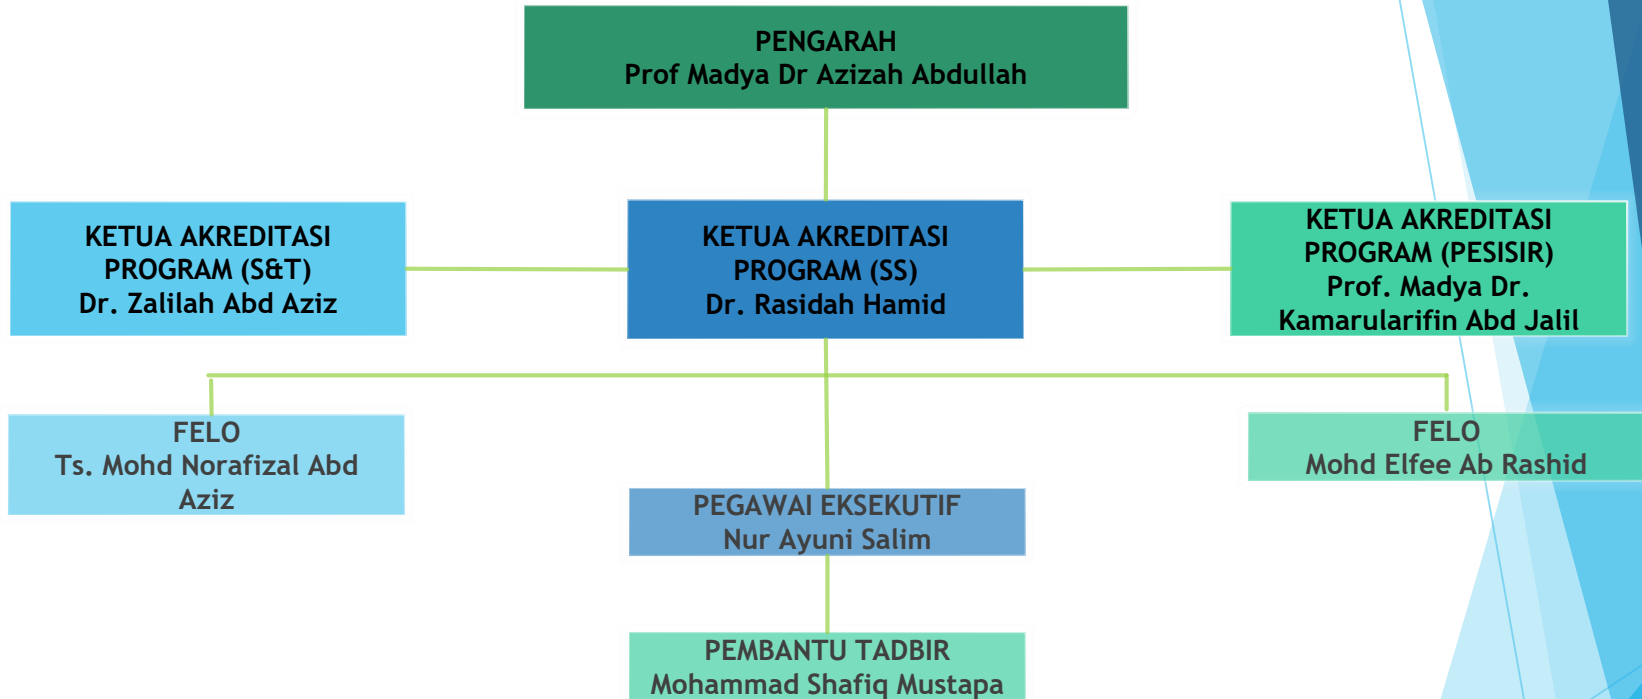 PENGARAH
Prof Madya Dr Azizah Abdullah
KETUA AKREDITASI
PROGRAM (S&T)
Dr. Zalilah Abd Aziz
KETUA AKREDITASI
PROGRAM (SS)
Dr. Rasidah Hamid
KETUA AKREDITASI
PROGRAM (PESISIR)
Prof. Madya Dr.
Kamarularifin Abd Jalil
FELO
Ts. Mohd Norafizal Abd
Aziz
FELO
Mohd Elfee Ab Rashid
PEGAWAI EKSEKUTIF
Nur Ayuni Salim
PEMBANTU TADBIR
Mohammad Shafiq Mustapa